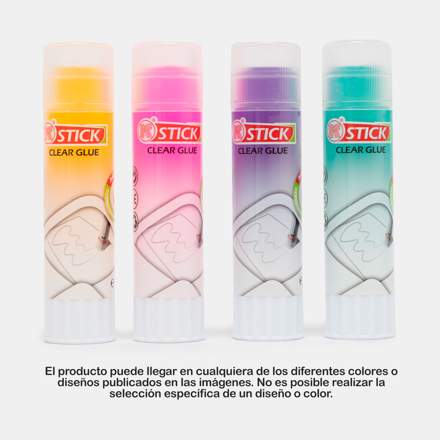 K STICK K STICK K STICK K STICK
CLEAR GLUE CLEAR GLUE CLEAR GLUE CLEAR GLUE
El producto puede llegar en cualquiera de los diferentes colores o
diseños publicados en las imágenes. No es posible realizar la
selección específica de un diseño o color.